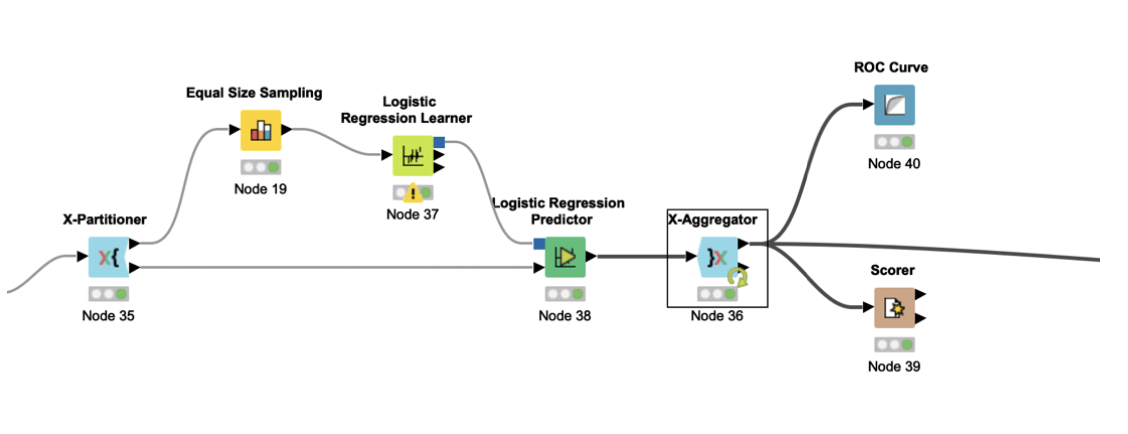 ROC Curve
Node 40
Equal Size Sampling
Node 19
Logistic
Regression Learner
Node 37
X-Partitioner
Node 35
Logistic Regression
Predictor
Node 38
X-Aggregator
Node 36
Scorer
Node 39